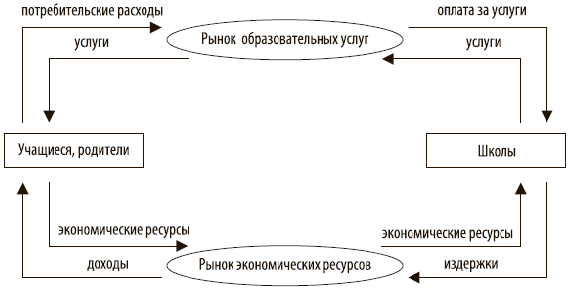 потребительские расходы
оплата за услуги
услуги
Рынок образовательных услуг
услуги
Учащиеся, родители
Школы
экономические ресурсы
экономические ресурсы
доходы
Рынок экономических ресурсов
издержки